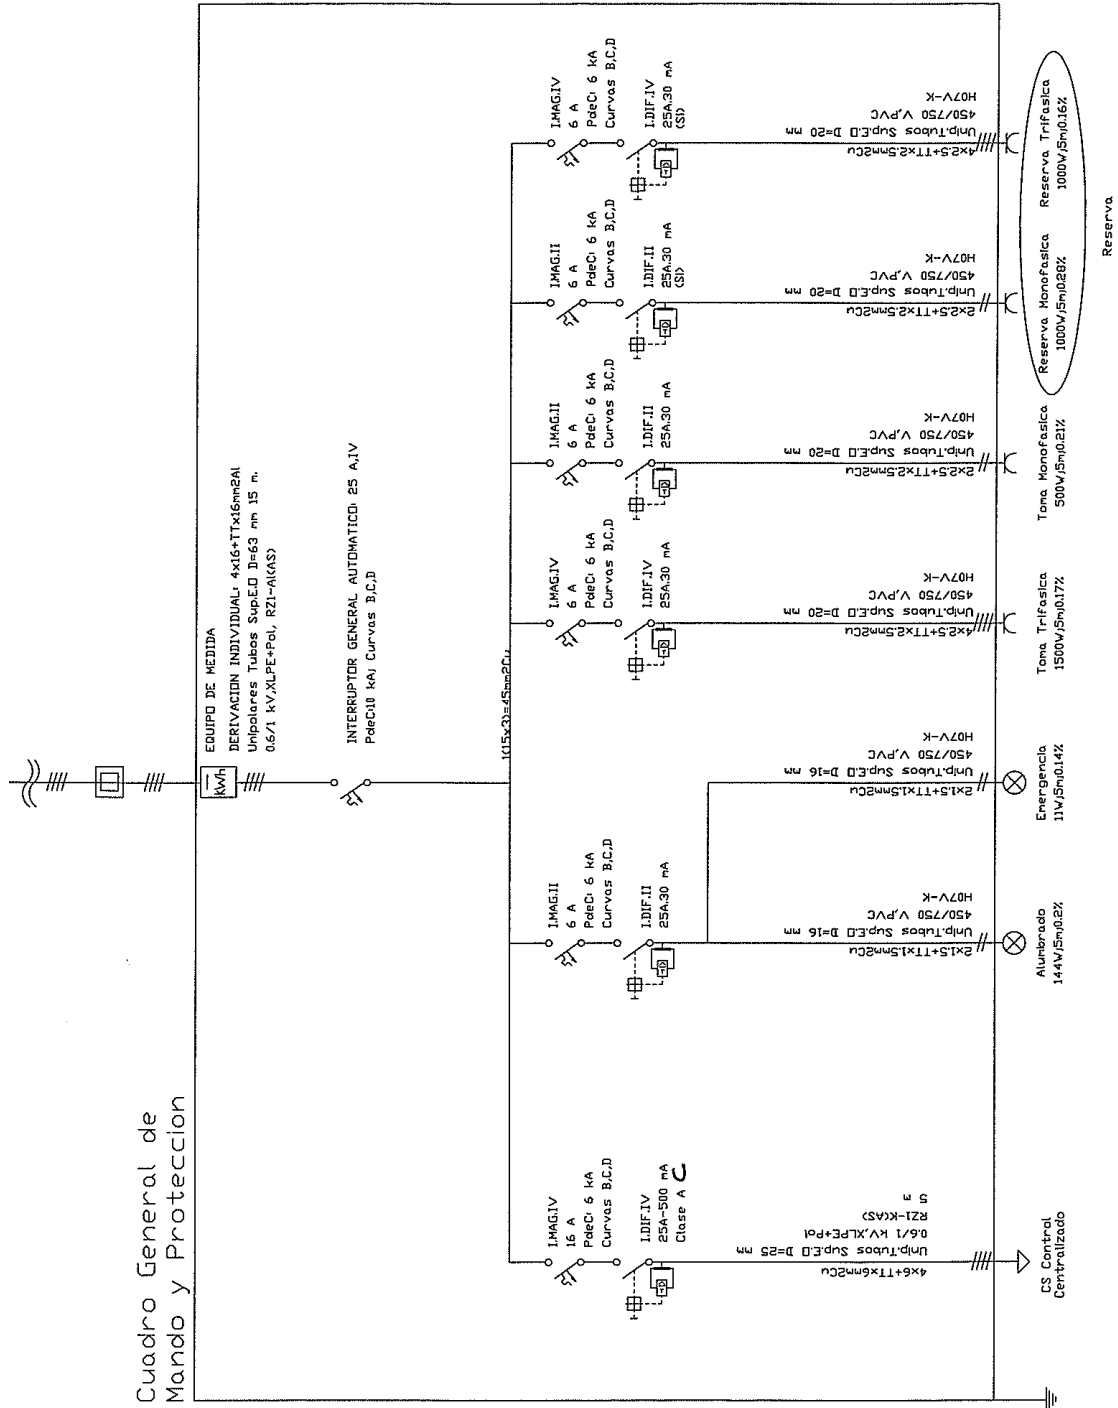 Cuadro General de
Mando y Proteccion
EQUIPO DE MEDIDA
kWh
DERIVACION INDIVIDUAL: 4x16+TTx16mm2Al
Unipolares Tubos Sup.E.O D=63 mm 15 m.
0.6/1 kV,XLPE+Pol, RZ1-Al(AS)
INTERRUPTOR GENERAL AUTOMATICO: 25 A,IV
PdeC:10 kA; Curvas B,C,D
1(15x3)=45mm2Cu
I.MAG.IV
16 A
PdeC: 6 kA
Curvas B,C,D
I.DIF.IV
25A-500 mA
Clase A C
4x6+TTx6mm2Cu
Unip.Tubos Sup.E.O D=25 mm
0.6/1 kV,XLPE+Pol
RZ1-K(AS)
5 m
CS Control
Centralizado
I.MAG.II
6 A
PdeC: 6 kA
Curvas B,C,D
I.DIF.II
25A.30 mA
2x1.5+TTx1.5mm2Cu
Unip.Tubos Sup.E.O D=16 mm
450/750 V,PVC
H07V-K
Alumbrado
144W;5m;0.2%
2x1.5+TTx1.5mm2Cu
Unip.Tubos Sup.E.O D=16 mm
450/750 V,PVC
H07V-K
Emergencia
11W;5m;0.14%
I.MAG.IV
6 A
PdeC: 6 kA
Curvas B,C,D
I.DIF.IV
25A.30 mA
4x2.5+TTx2.5mm2Cu
Unip.Tubos Sup.E.O D=20 mm
450/750 V,PVC
H07V-K
Toma Trifasica
1500W;5m;0.17%
I.MAG.II
6 A
PdeC: 6 kA
Curvas B,C,D
I.DIF.II
25A.30 mA
2x2.5+TTx2.5mm2Cu
Unip.Tubos Sup.E.O D=20 mm
450/750 V,PVC
H07V-K
Toma Monofasica
500W;5m;0.21%
I.MAG.II
6 A
PdeC: 6 kA
Curvas B,C,D
I.DIF.II
25A.30 mA
(SI)
2x2.5+TTx2.5mm2Cu
Unip.Tubos Sup.E.O D=20 mm
450/750 V,PVC
H07V-K
Reserva Monofasica
1000W;5m;0.28%
I.MAG.IV
6 A
PdeC: 6 kA
Curvas B,C,D
I.DIF.IV
25A.30 mA
(SI)
4x2.5+TTx2.5mm2Cu
Unip.Tubos Sup.E.O D=20 mm
450/750 V,PVC
H07V-K
Reserva Trifasica
1000W;5m;0.16%
Reserva